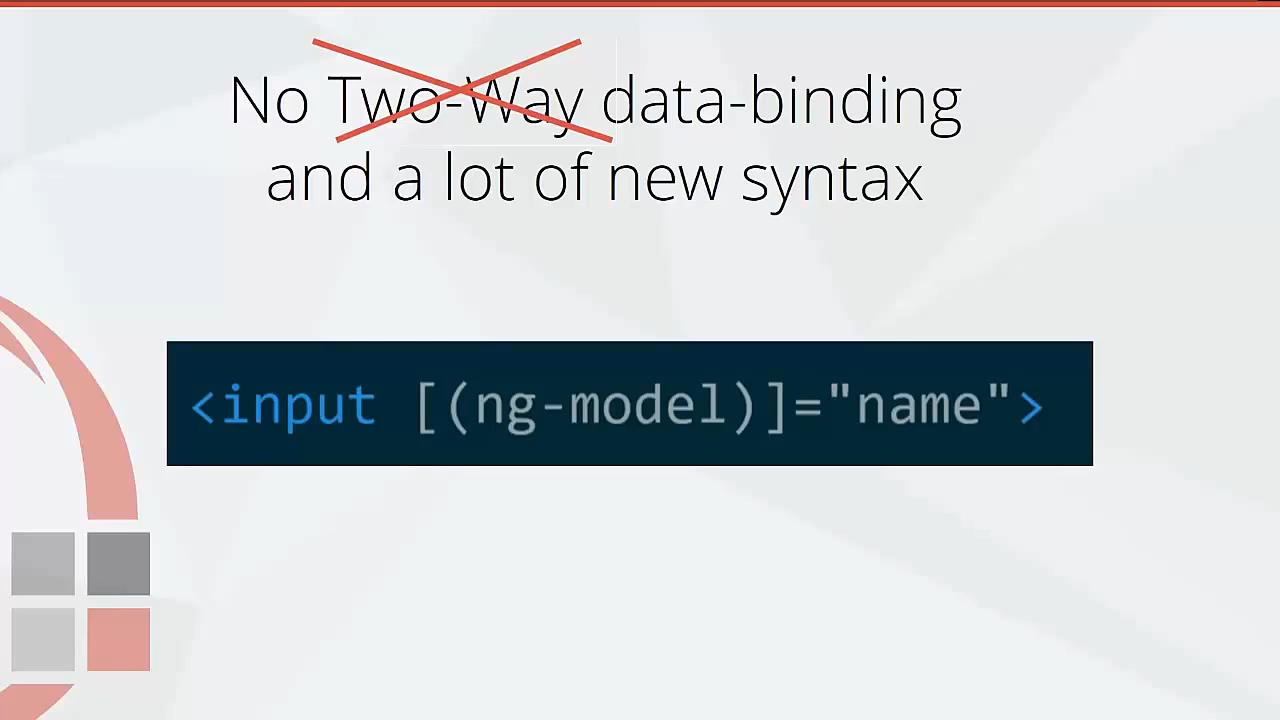 No Two-Way data-binding
and a lot of new syntax
<input [(ng-model)]="name">